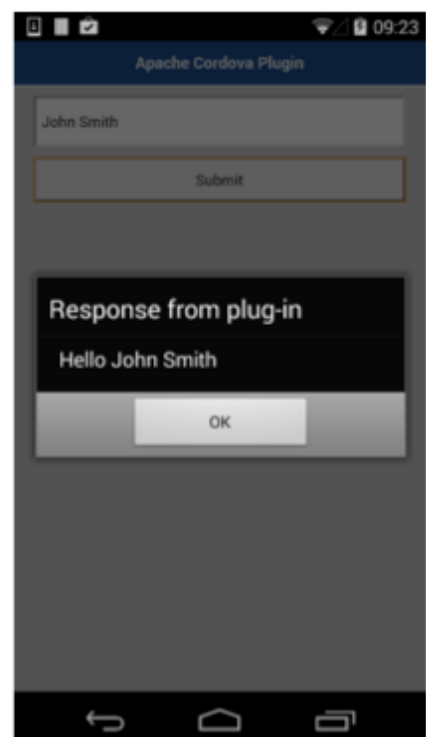 09:23
Apache Cordova Plugin
John Smith
Submit
Response from plug-in
Hello John Smith
OK